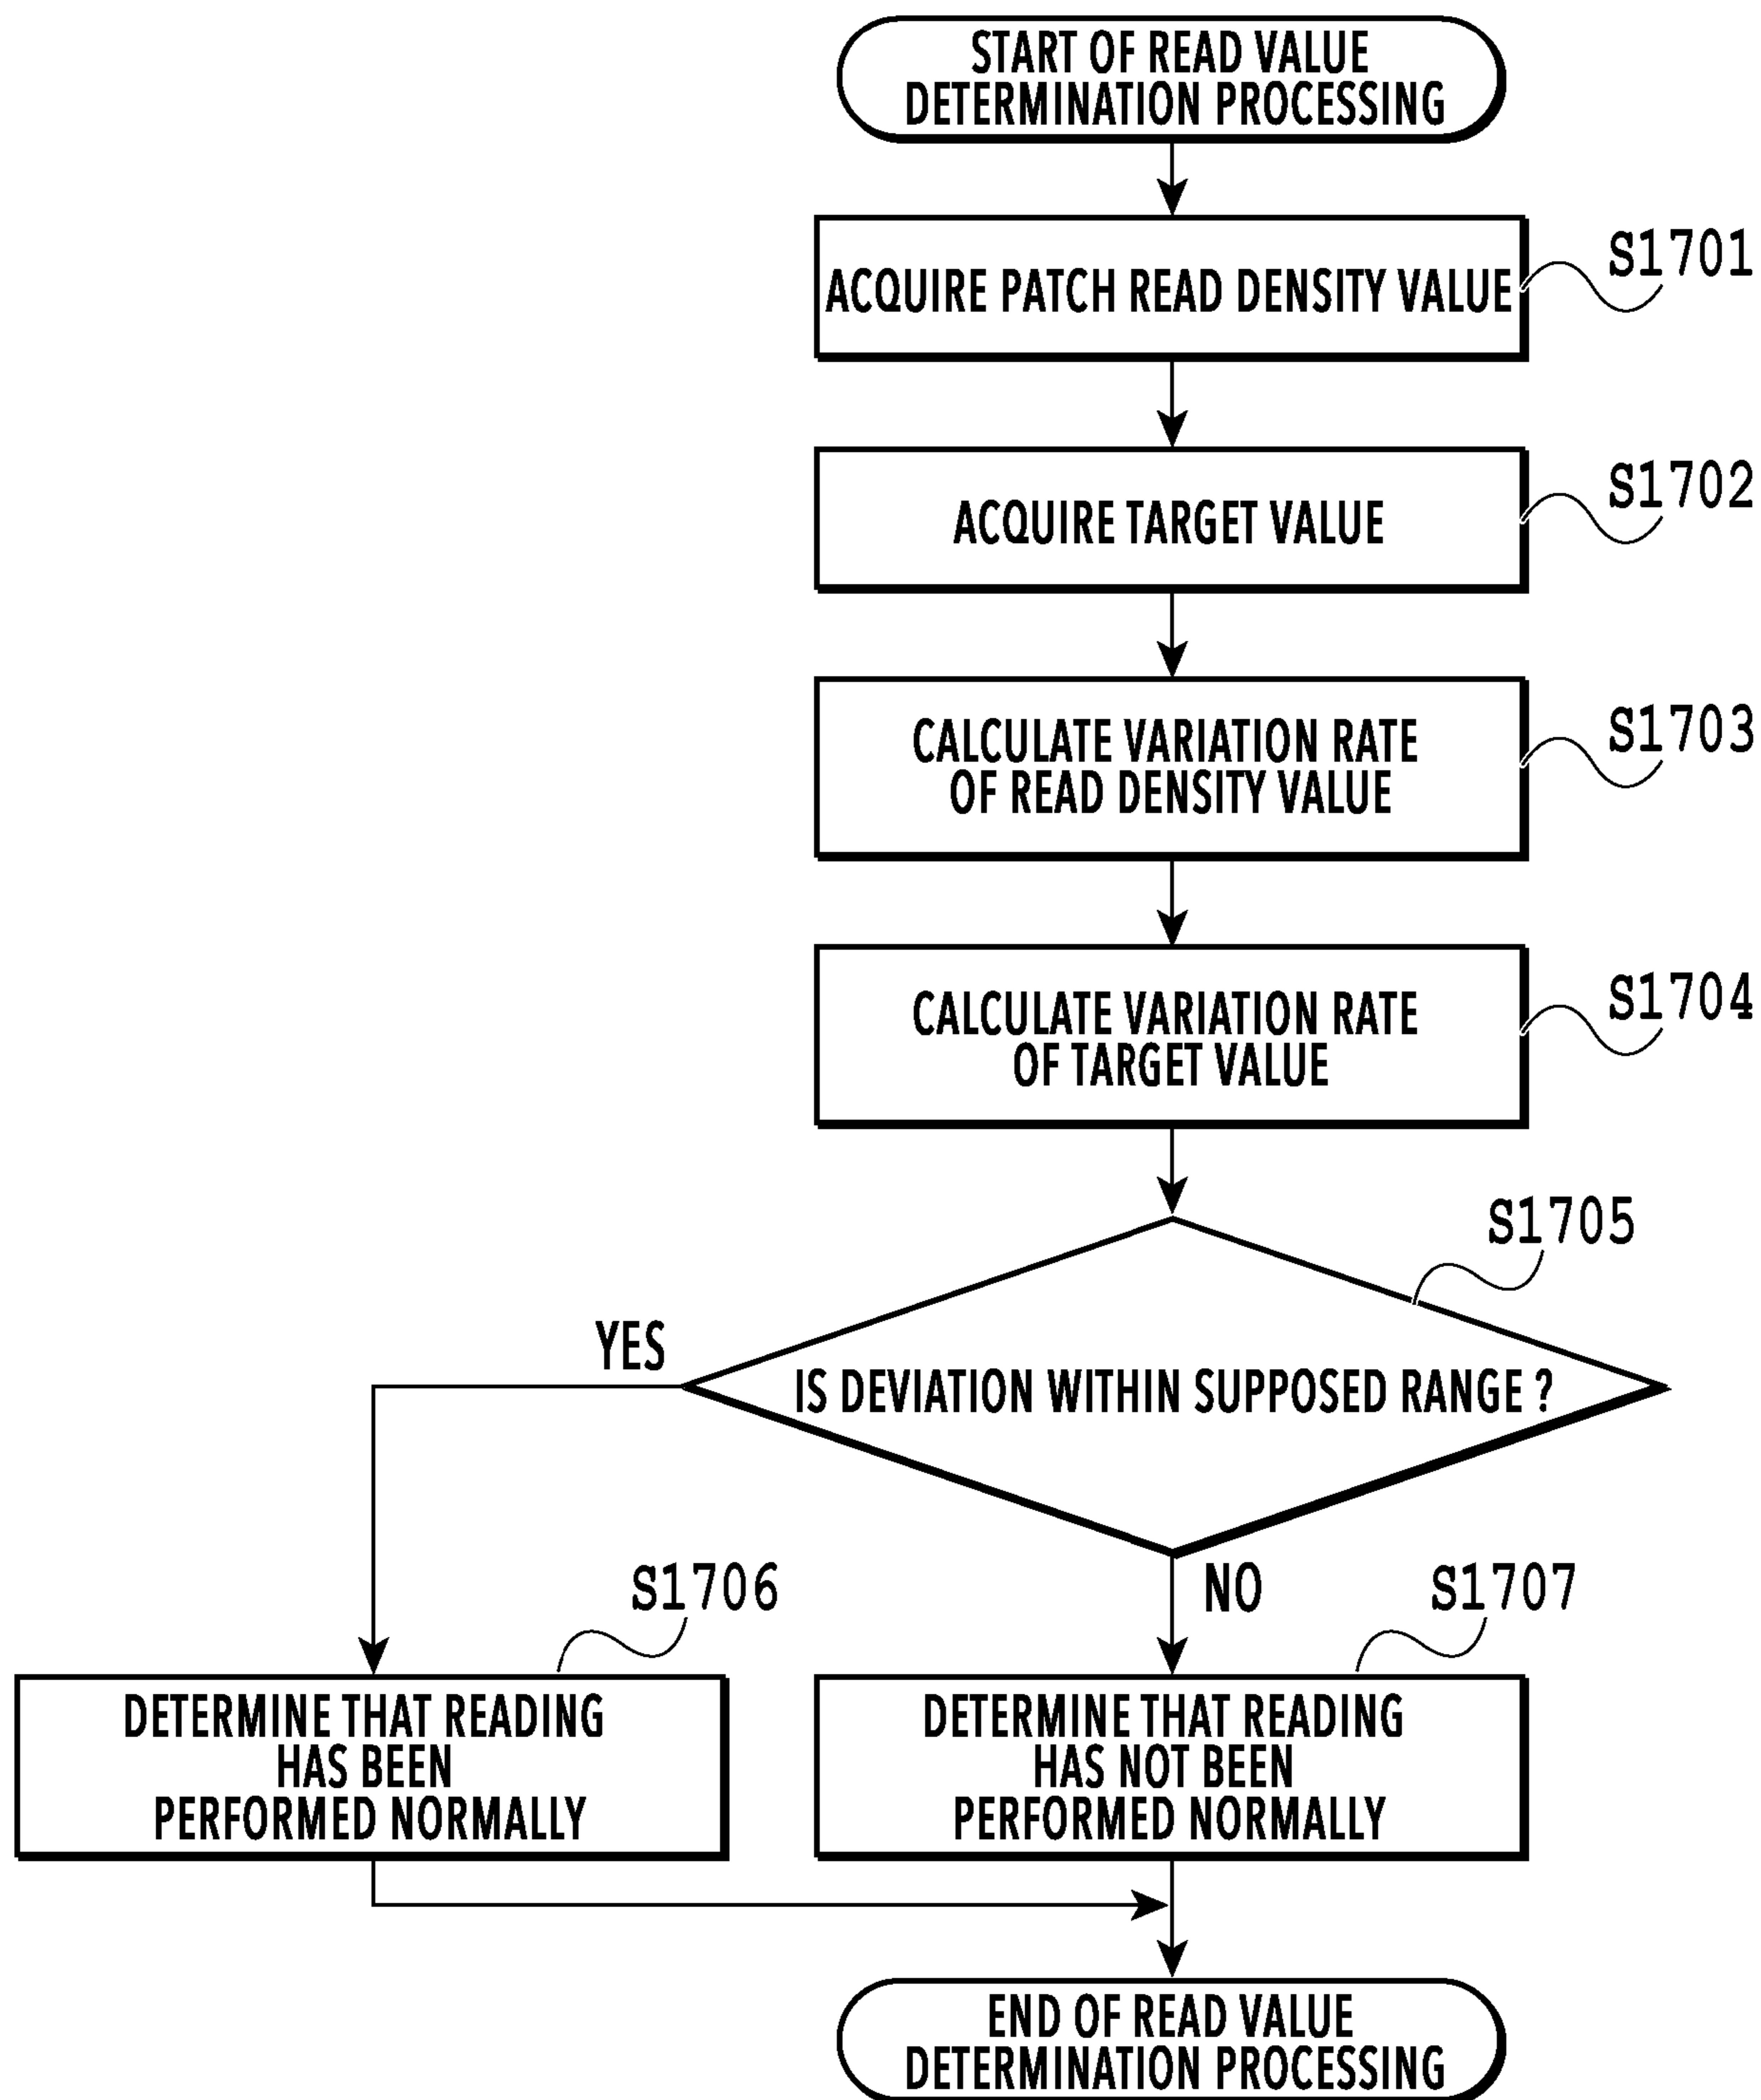 START OF READ VALUE
DETERMINATION PROCESSING
ACQUIRE PATCH READ DENSITY VALUE
S1701
ACQUIRE TARGET VALUE
S1702
CALCULATE VARIATION RATE
OF READ DENSITY VALUE
S1703
CALCULATE VARIATION RATE
OF TARGET VALUE
S1704
S1705
YES
IS DEVIATION WITHIN SUPPOSED RANGE ?
NO
S1706
DETERMINE THAT READING
HAS BEEN
PERFORMED NORMALLY
S1707
DETERMINE THAT READING
HAS NOT BEEN
PERFORMED NORMALLY
END OF READ VALUE
DETERMINATION PROCESSING